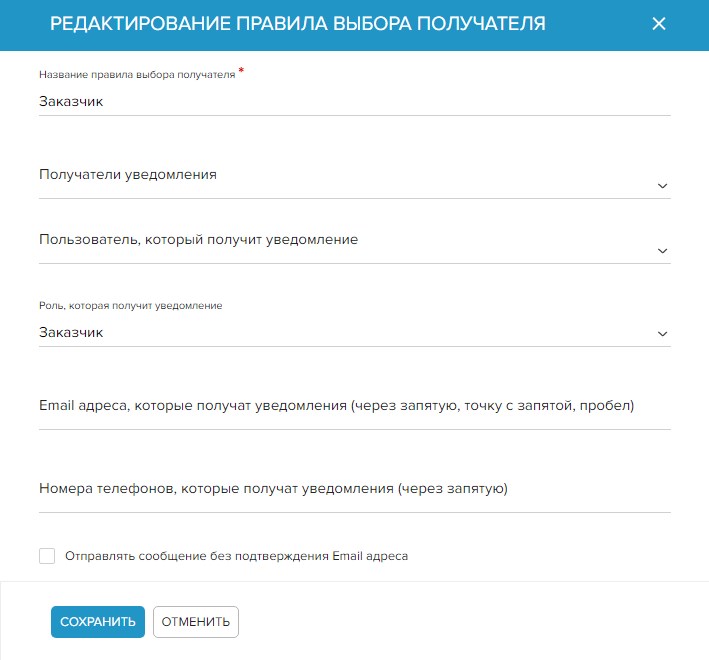 РЕДАКТИРОВАНИЕ ПРАВИЛА ВЫБОРА ПОЛУЧАТЕЛЯ
Название правила выбора получателя *
Заказчик
Получатели уведомления
Пользователь, который получит уведомление
Роль, которая получит уведомление
Заказчик
Email адреса, которые получат уведомления (через запятую, точку с запятой, пробел)
Номера телефонов, которые получат уведомления (через запятую)
Отправлять сообщение без подтверждения Email адреса
СОХРАНИТЬ ОТМЕНИТЬ